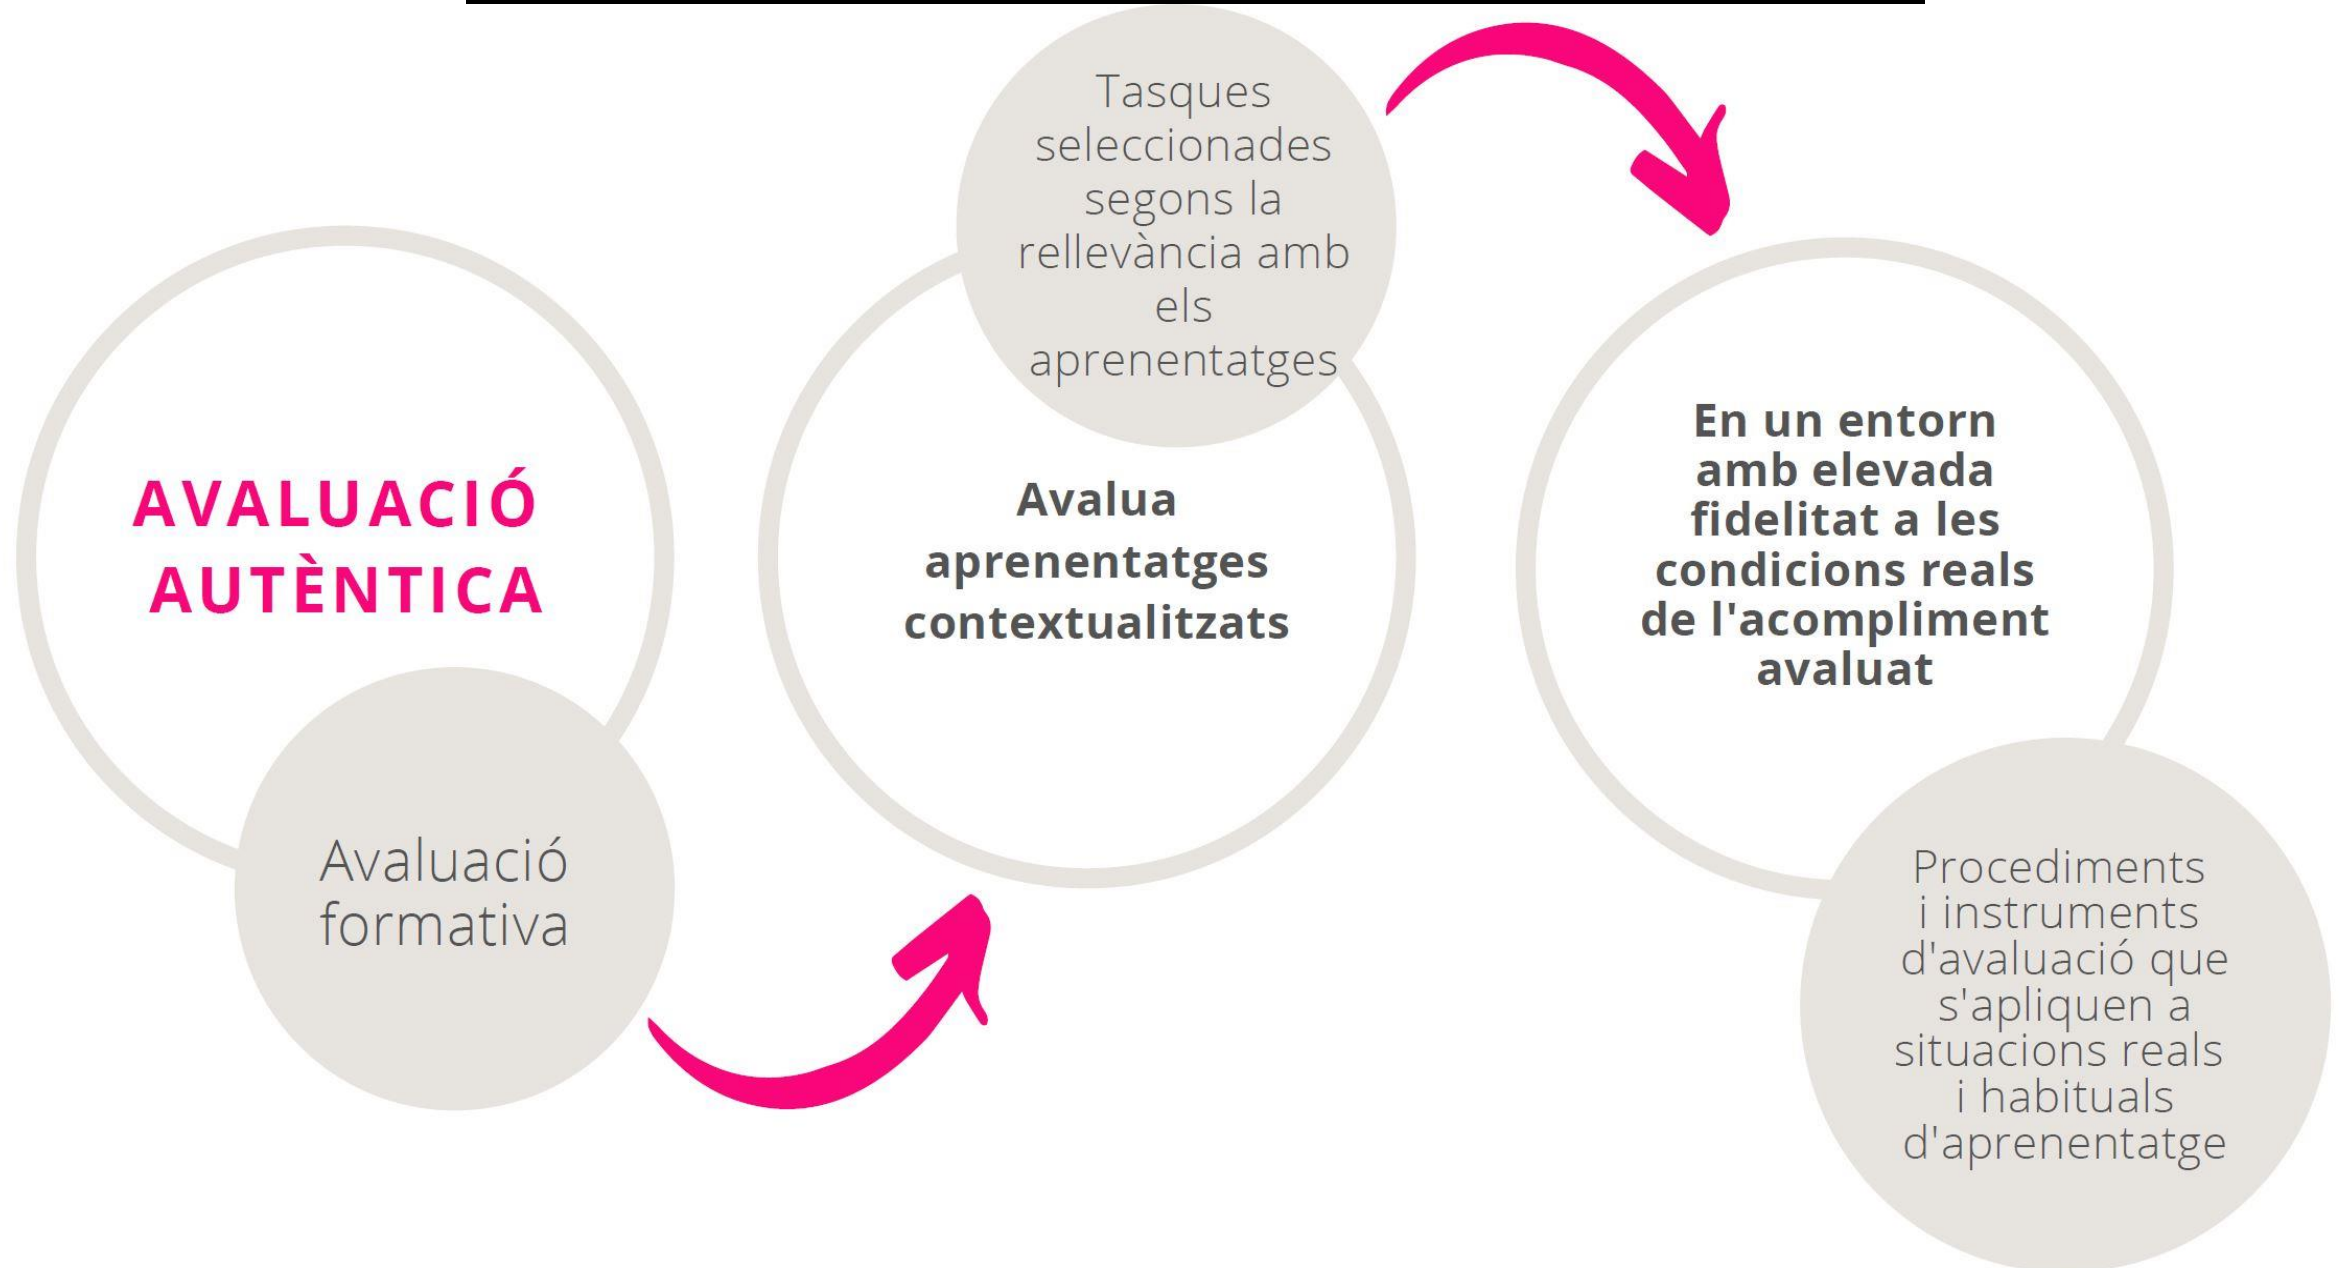 AVALUACIÓ
AUTÈNTICA
Avaluació
formativa
Tasques
seleccionades
segons la
rellevància amb
els
aprenentatges
Avalua
aprenentatges
contextualitzats
En un entorn
amb elevada
fidelitat a les
condicions reals
de l'acompliment
avaluat
Procediments
i instruments
d'avaluació que
s'apliquen a
situacions reals
i habituals
d'aprenentatge